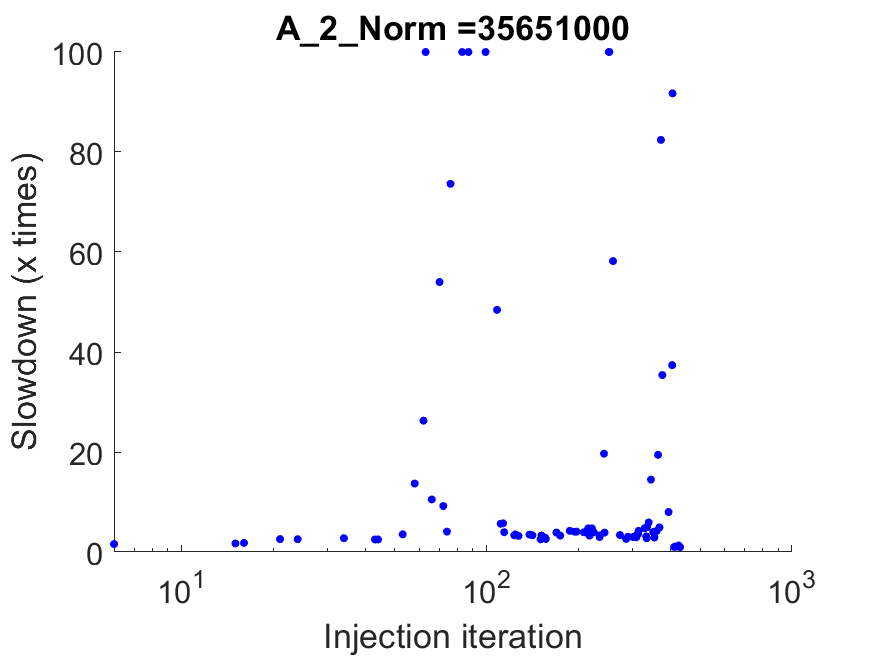 A_2_Norm =35651000
100
80
60
40
20
0
Slowdown (x times)
10^1 10^2 10^3
Injection iteration